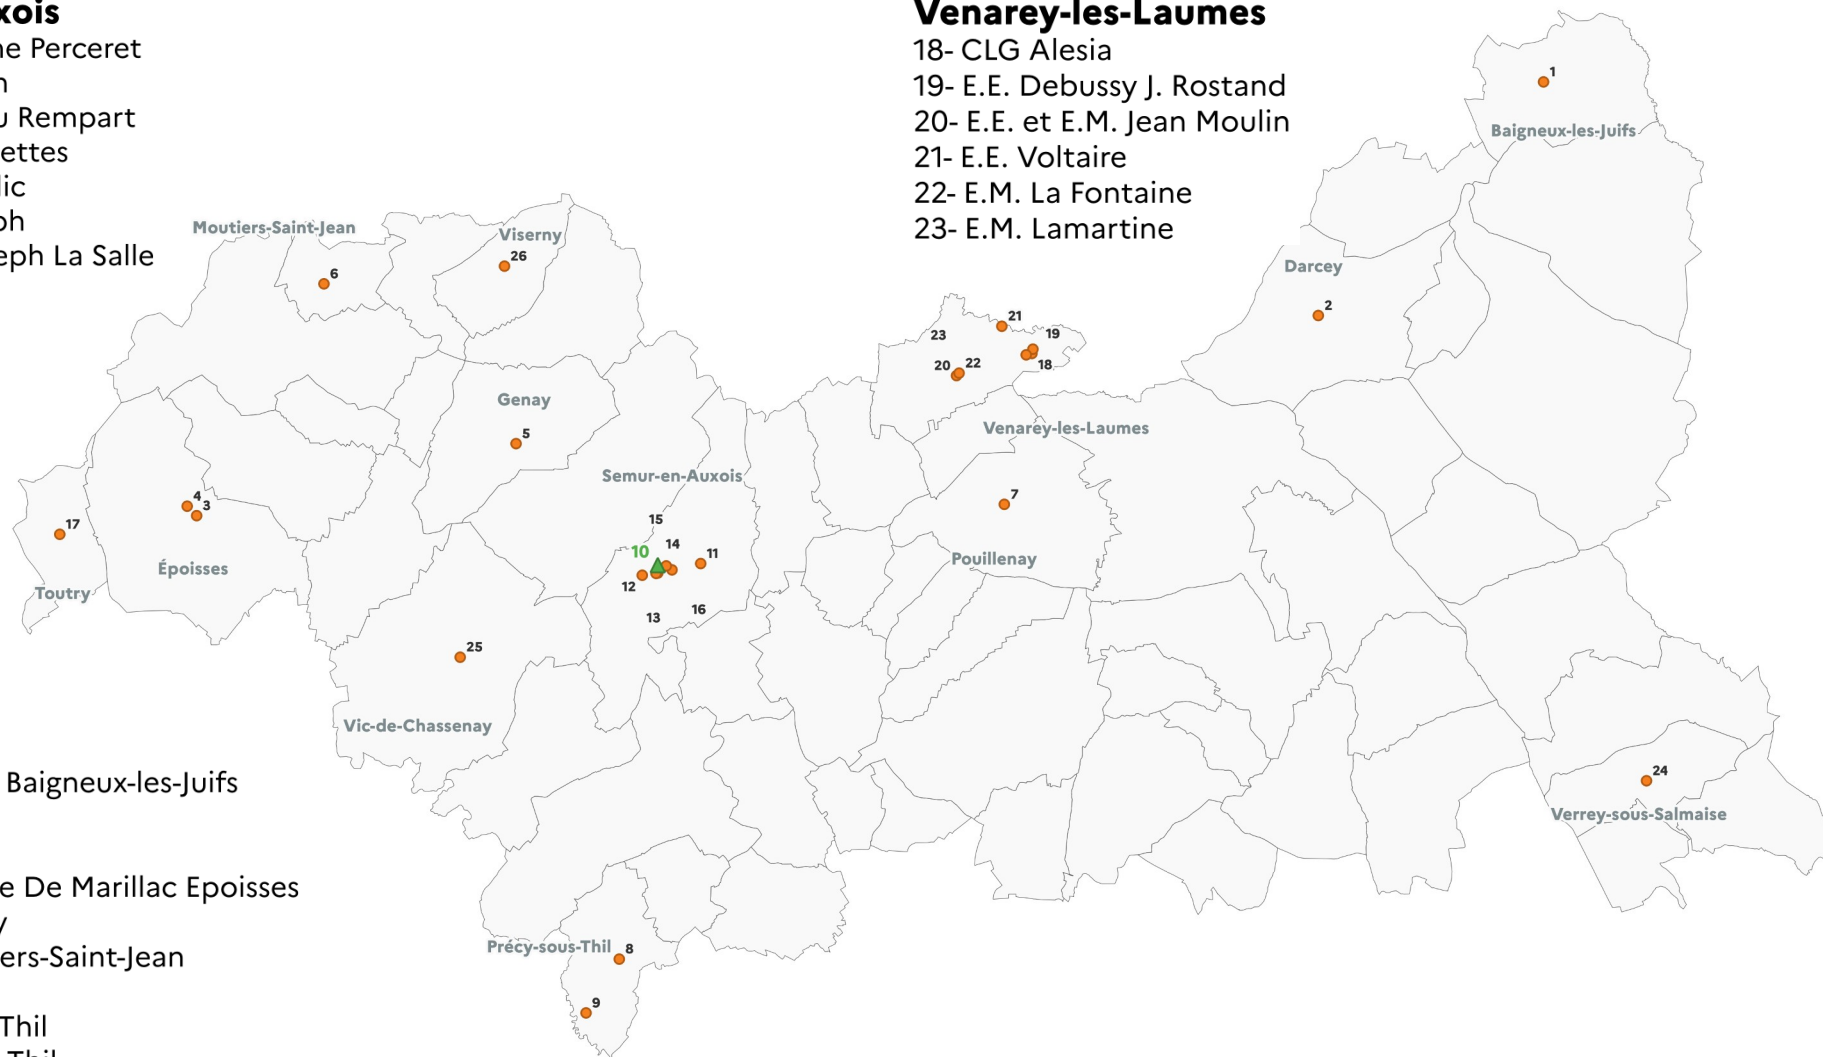 xois
ne Perceret
n
u Rempart
ettes
lic
ph
eph La Salle
Venarey-les-Laumes
18- CLG Alesia
19- E.E. Debussy J. Rostand
20- E.E. et E.M. Jean Moulin
21- E.E. Voltaire
22- E.M. La Fontaine
23- E.M. Lamartine
1
Baigneux-les-Juifs
Moutiers-Saint-Jean
6
Viserny
26
Darcey
2
21
23
19
20
22
18
Genay
5
Venarey-les-Laumes
Semur-en-Auxois
4
3
7
17
15
10
14
11
12
13
16
Pouillenay
Époisses
Toutry
25
Vic-de-Chassenay
24
Verrey-sous-Salmaise
Précy-sous-Thil
8
9
Baigneux-les-Juifs
e De Marillac Epoisses
y
ers-Saint-Jean
Thil
Thil